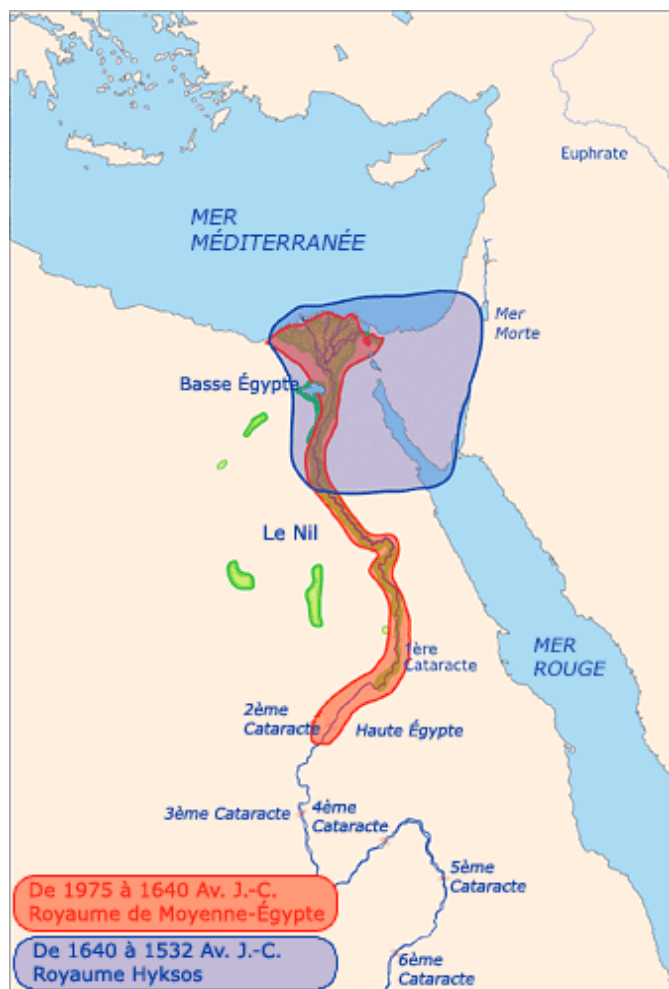 Euphrate
MER
MÉDITERRANÉE
Mer
Morte
Basse Égypte
Le Nil
1ère
Cataracte
MER
ROUGE
2ème
Cataracte
Haute Égypte
3ème Cataracte
4ème
Cataracte
5ème
Cataracte
De 1975 à 1640 Av. J.-C.
Royaume de Moyenne-Égypte
De 1640 à 1532 Av. J.-C.
Royaume Hyksos
6ème
Cataracte